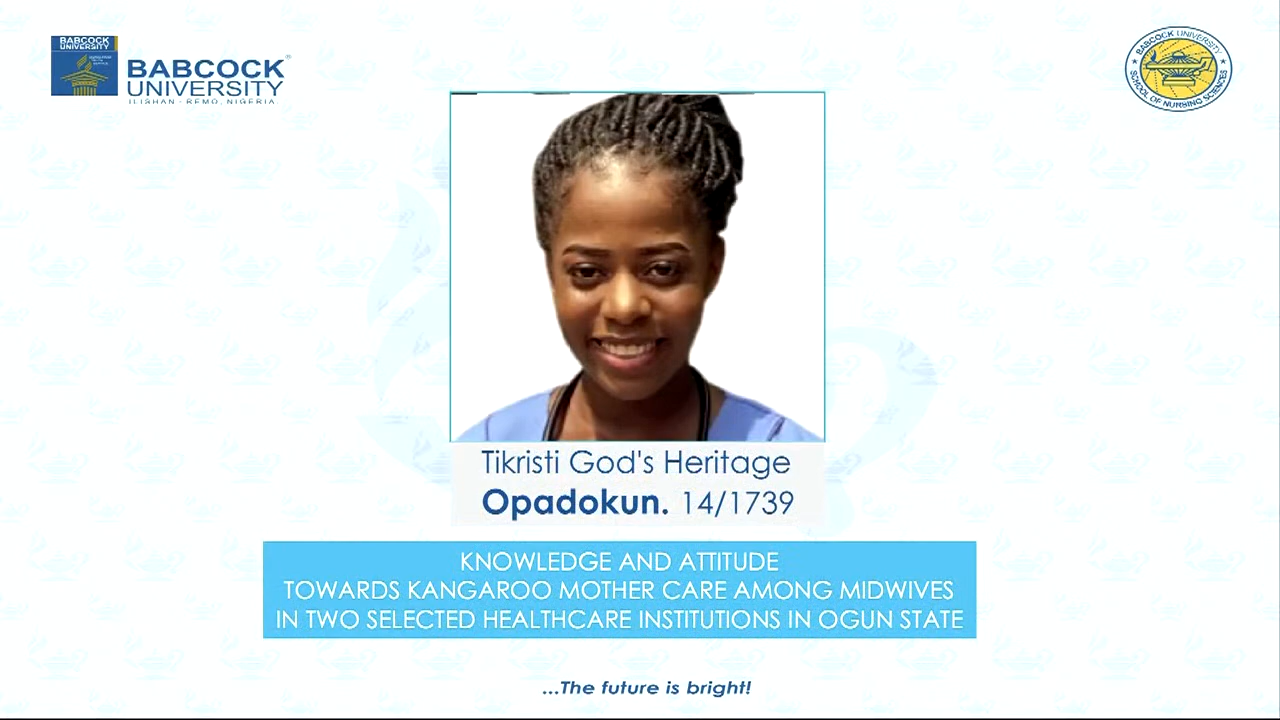 BABCOCK
UNIVERSITY
BABCOCK
UNIVERSITY
ILISHAN - REMO, NIGERIA.
BABCOCK UNIVERSITY
SCHOOL OF NURSING SCIENCES
Tikristi God's Heritage
Opadokun. 14/1739
KNOWLEDGE AND ATTITUDE
TOWARDS KANGAROO MOTHER CARE AMONG MIDWIVES
IN TWO SELECTED HEALTHCARE INSTITUTIONS IN OGUN STATE
...The future is bright!